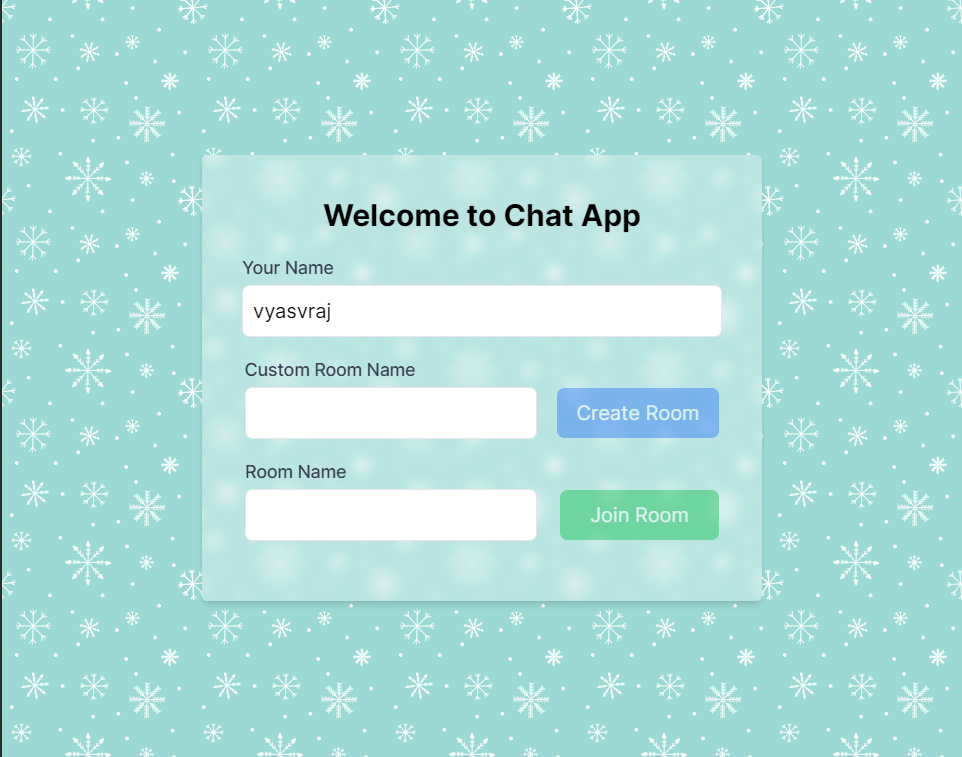 Welcome to Chat App
Your Name
vyasvraj
Custom Room Name
Create Room
Room Name
Join Room